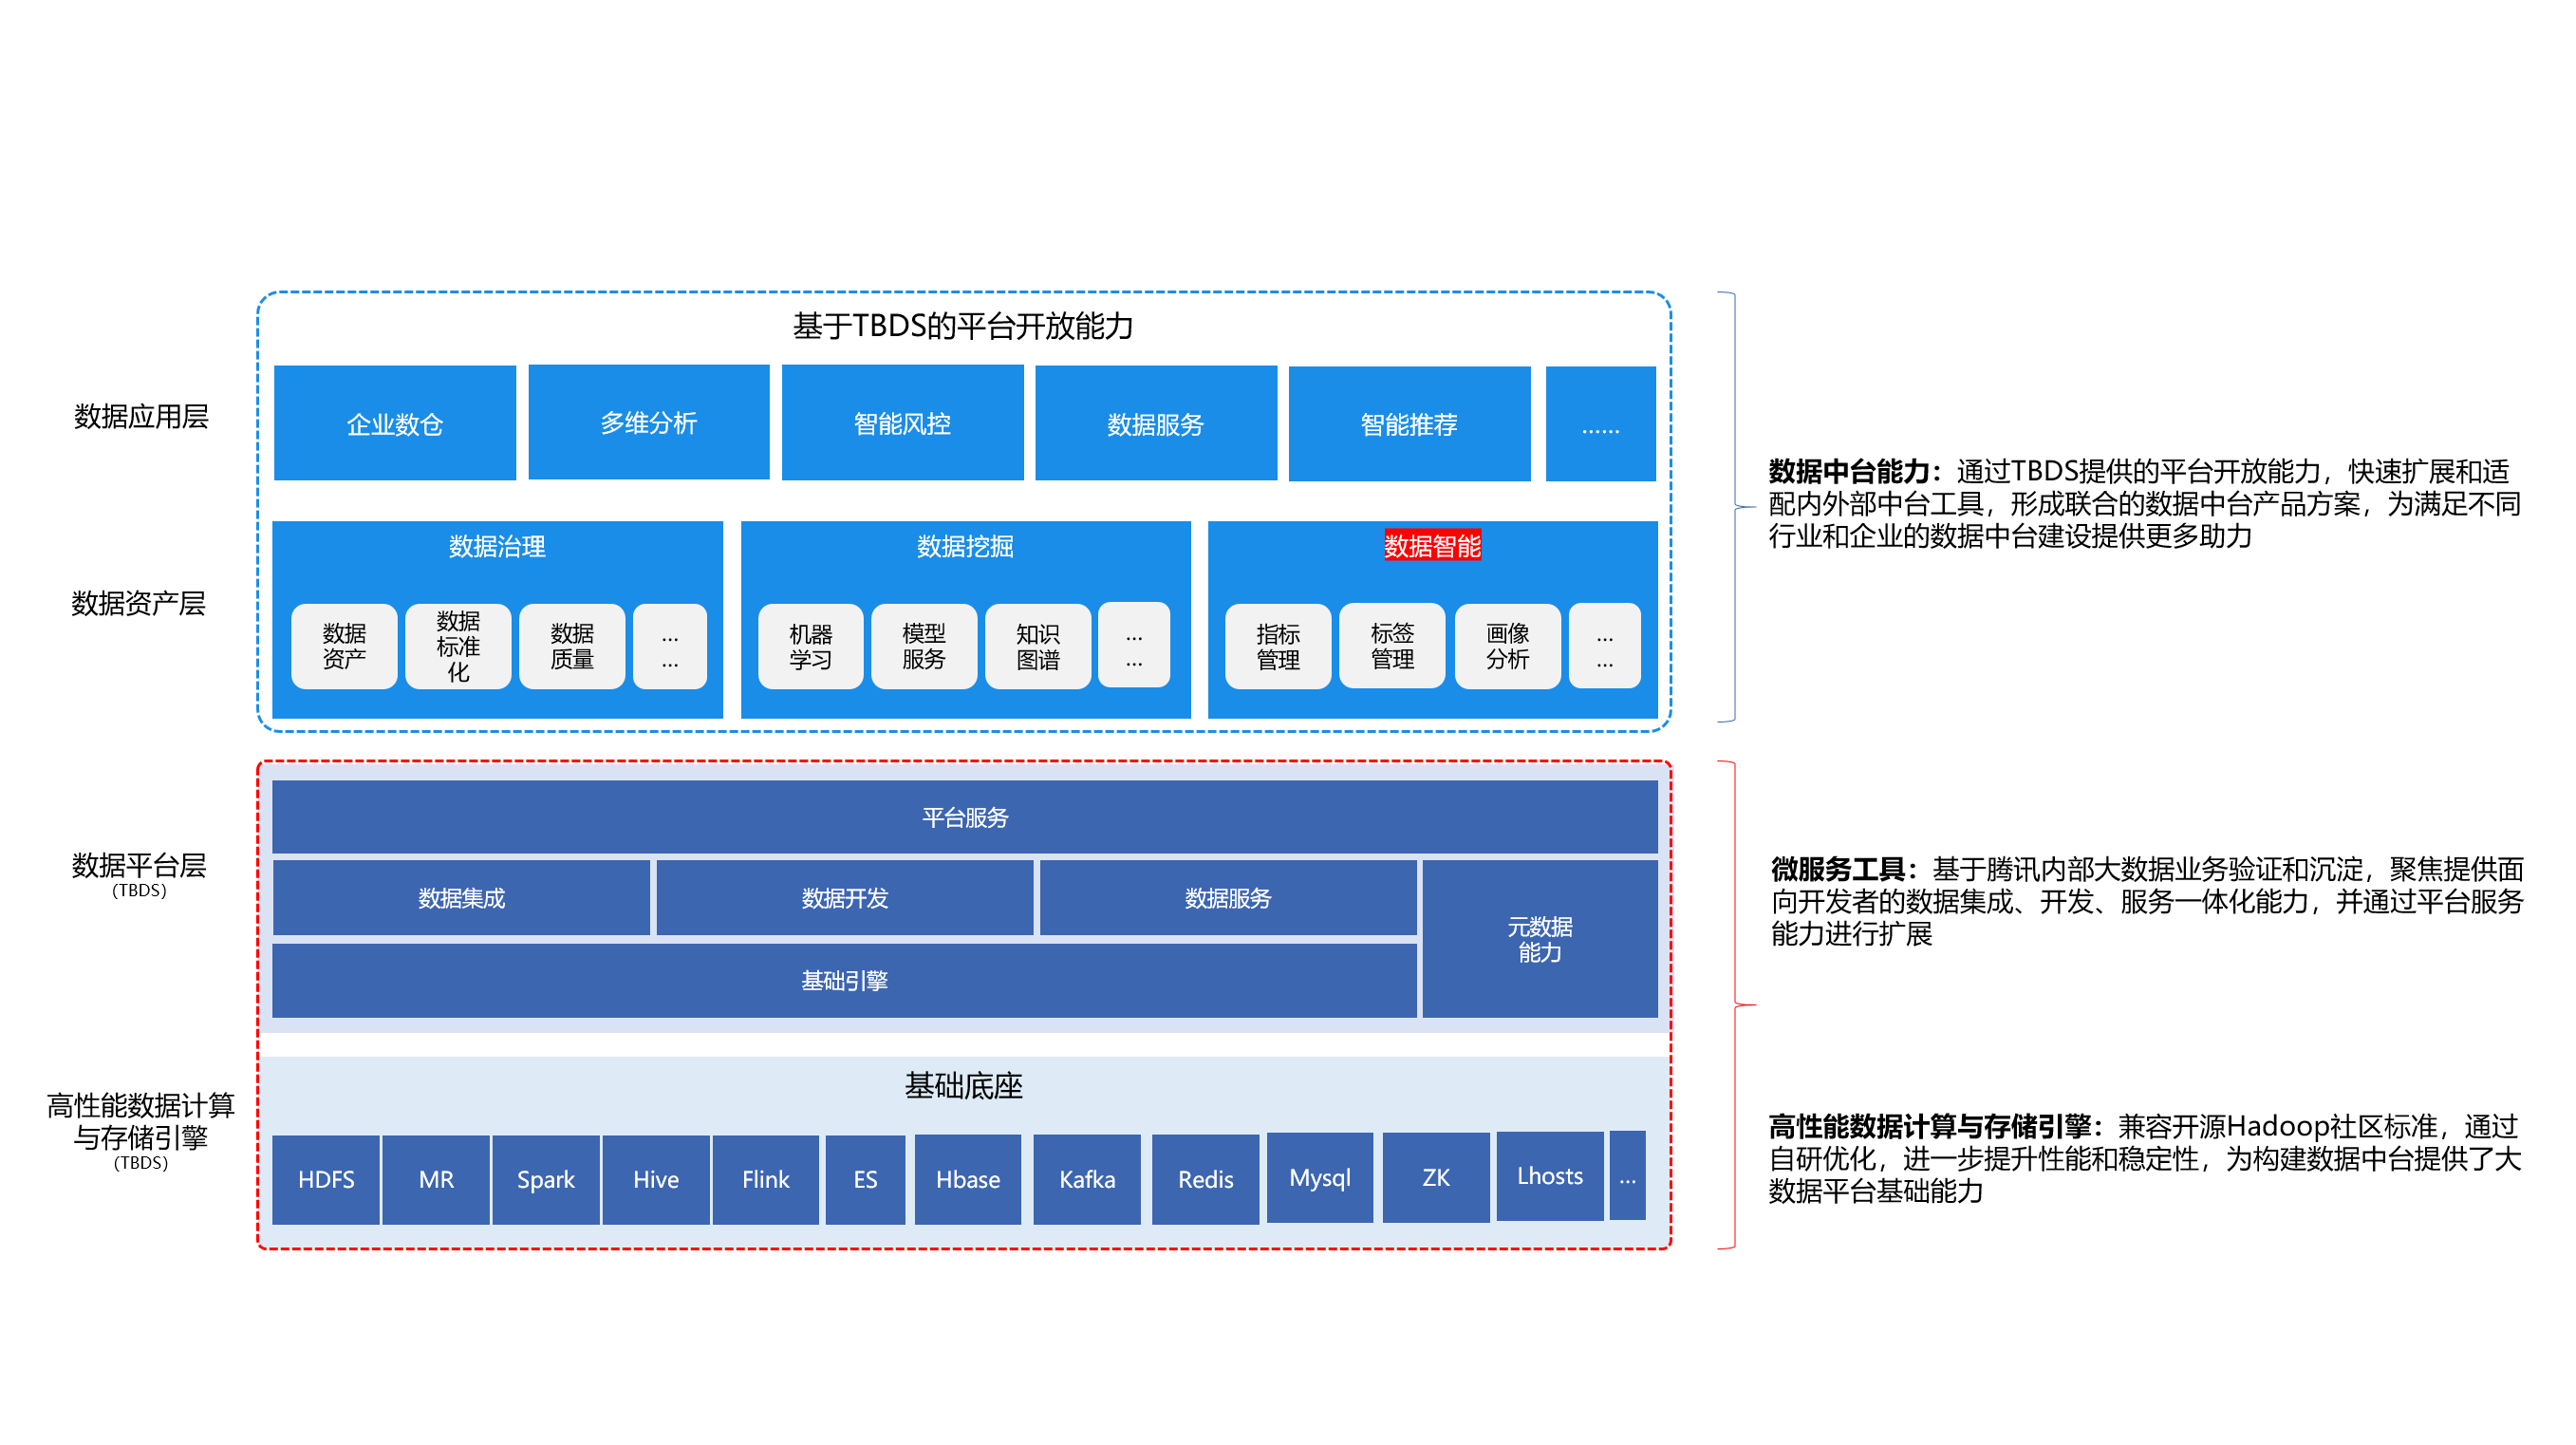 基于TBDS的平台开放能力
数据应用层
企业数仓
多维分析
智能风控
数据服务
智能推荐
……
数据资产层
数据治理
数据
资产
数据
标准
化
数据
质量
...
...
数据挖掘
机器
学习
模型
服务
知识
图谱
...
...
数据智能
指标
管理
标签
管理
画像
分析
...
...
数据中台能力：通过TBDS提供的平台开放能力，快速扩展和适
配内外部中台工具，形成联合的数据中台产品方案，为满足不同
行业和企业的数据中台建设提供更多助力
数据平台层
（TBDS）
平台服务
数据集成
数据开发
数据服务
元数据
能力
基础引擎
微服务工具：基于腾讯内部大数据业务验证和沉淀，聚焦提供面
向开发者的数据集成、开发、服务一体化能力，并通过平台服务
能力进行扩展
高性能数据计算
与存储引擎
（TBDS）
基础底座
HDFS
MR
Spark
Hive
Flink
ES
Hbase
Kafka
Redis
Mysql
ZK
Lhosts
...
高性能数据计算与存储引擎：兼容开源Hadoop社区标准，通过
自研优化，进一步提升性能和稳定性，为构建数据中台提供了大
数据平台基础能力